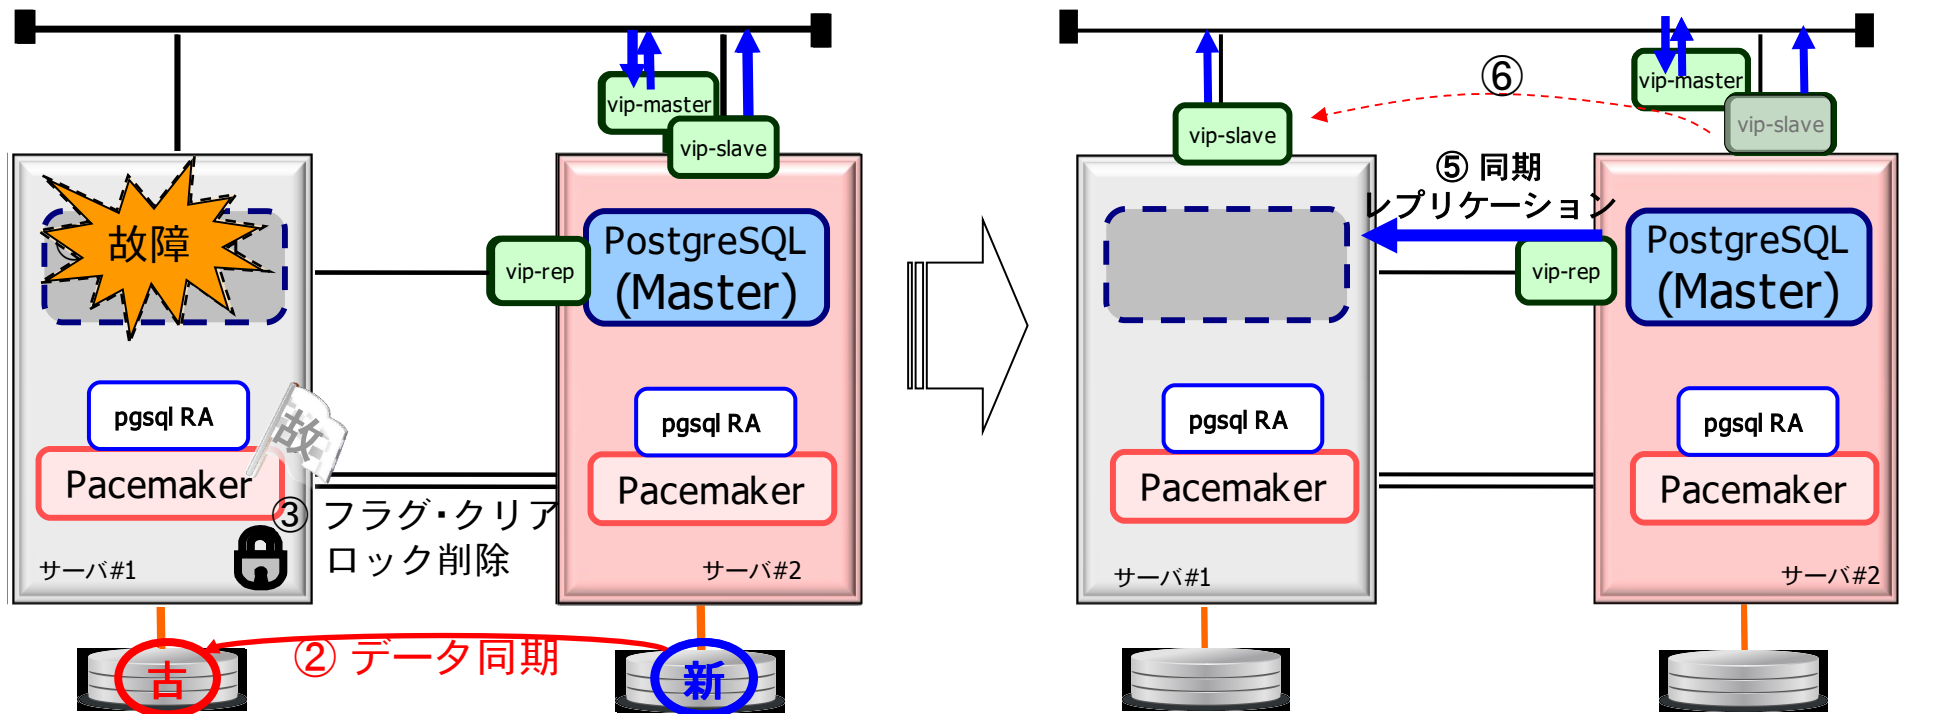 vip-master
vip-slave
故障
vip-rep
PostgreSQL
(Master)
pgsql RA
故
Pacemaker
pgsql RA
Pacemaker
③ フラグ・クリア
ロック削除
サーバ#1
サーバ#2
② データ同期
古
新
⑥
vip-master
vip-slave
vip-slave
⑤ 同期
レプリケーション
vip-rep
PostgreSQL
(Master)
pgsql RA
Pacemaker
pgsql RA
Pacemaker
サーバ#1
サーバ#2